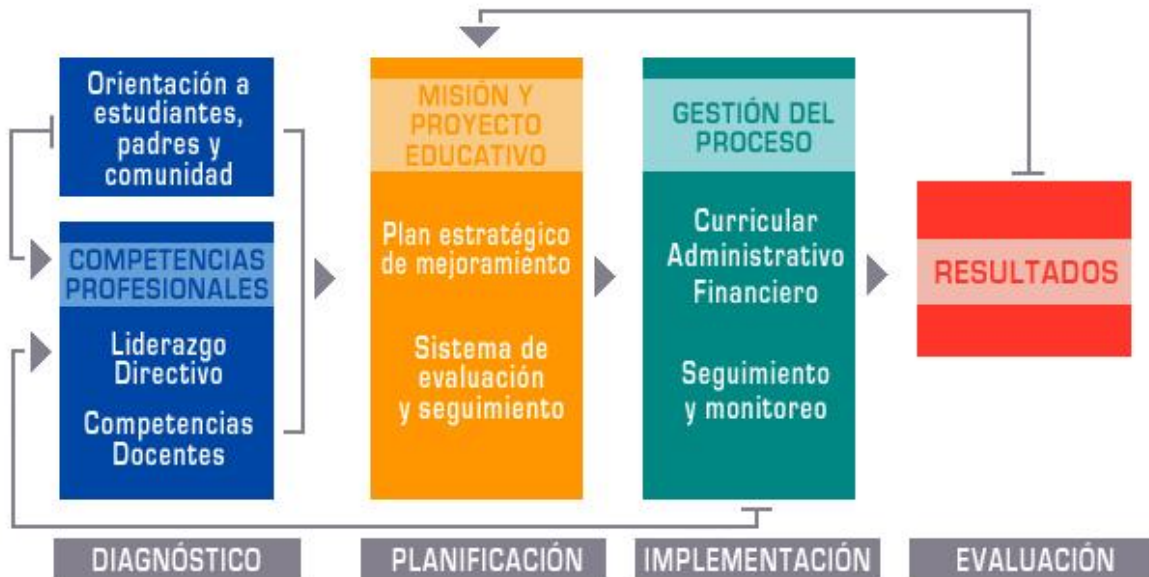 Orientación a
estudiantes,
padres y
comunidad
COMPETENCIAS
PROFESIONALES
Liderazgo
Directivo
Competencias
Docentes
MISIÓN Y
PROYECTO
EDUCATIVO
Plan estratégico
de mejoramiento
Sistema de
evaluación
y seguimiento
GESTIÓN DEL
PROCESO
Curricular
Administrativo
Financiero
Seguimiento
y monitoreo
RESULTADOS
DIAGNÓSTICO
PLANIFICACIÓN
IMPLEMENTACIÓN
EVALUACIÓN